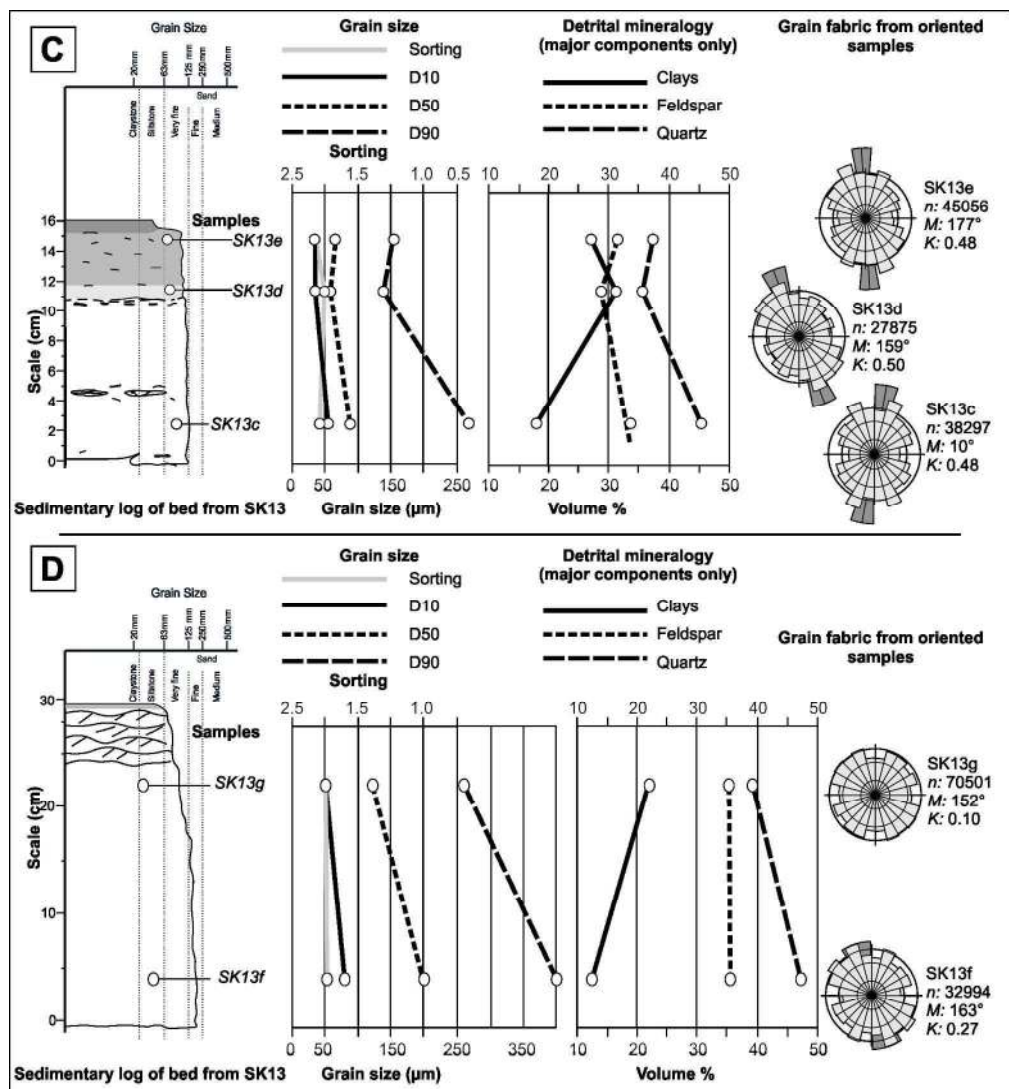 C
Grain Size
20mm
63mm
125 mm
250mm
500mm
Sand
Claystone
Siltstone
Very fine
Fine
Medium
Grain size
Sorting
D10
D50
D90
Sorting
2.5 1.5 1.0 0.5
Detrital mineralogy
(major components only)
Clays
Feldspar
Quartz
10 20 30 40 50
Grain fabric from oriented
samples
Samples
SK13e
SK13d
SK13c
16
14
12
10
8
6
4
2
0
Scale (cm)
0 50 100 150 200 250
Grain size (µm)
10 20 30 40 50
Volume %
Sedimentary log of bed from SK13
SK13e
n: 45056
M: 177°
K: 0.48
SK13d
n: 27875
M: 159°
K: 0.50
SK13c
n: 38297
M: 10°
K: 0.48
D
Grain Size
20mm
63mm
125 mm
250mm
500mm
Sand
Claystone
Siltstone
Very fine
Fine
Medium
Grain size
Sorting
D10
D50
D90
Sorting
2.5 1.5 1.0 0.5
Detrital mineralogy
(major components only)
Clays
Feldspar
Quartz
10 20 30 40 50
Grain fabric from oriented
samples
Samples
SK13g
SK13f
30
20
10
0
Scale (cm)
0 50 150 250 350
Grain size (µm)
10 20 30 40 50
Volume %
Sedimentary log of bed from SK13
SK13g
n: 70501
M: 152°
K: 0.10
SK13f
n: 32994
M: 163°
K: 0.27